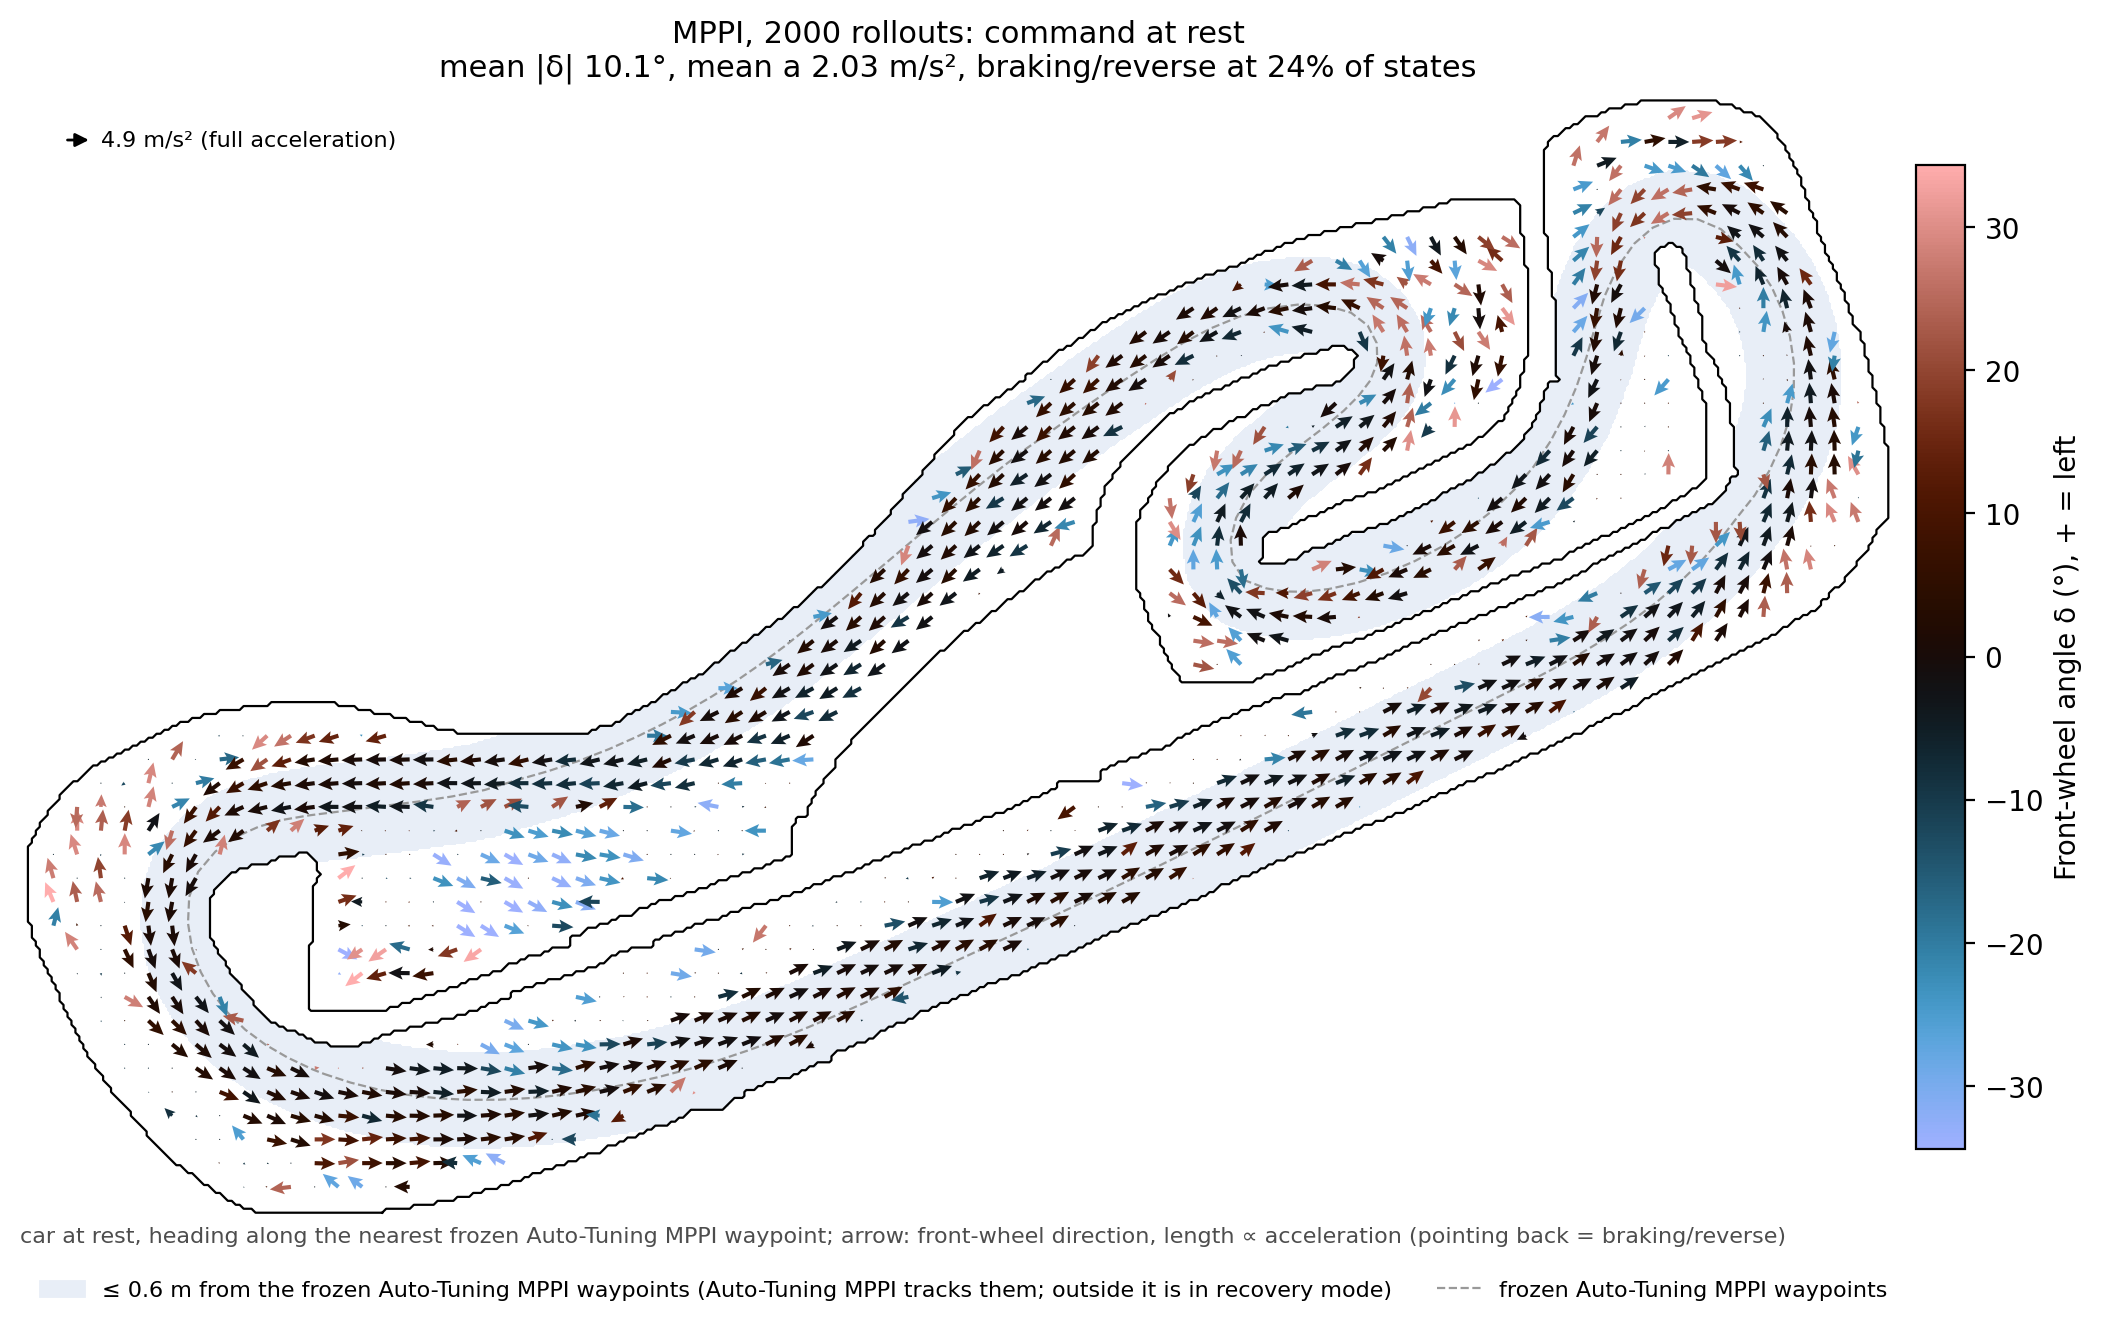 MPPI, 2000 rollouts: command at rest
mean |δ| 10.1°, mean a 2.03 m/s², braking/reverse at 24% of states
4.9 m/s² (full acceleration)
30
20
10
0
−10
−20
−30
Front-wheel angle δ (°), + = left
car at rest, heading along the nearest frozen Auto-Tuning MPPI waypoint; arrow: front-wheel direction, length ∝ acceleration (pointing back = braking/reverse)
≤ 0.6 m from the frozen Auto-Tuning MPPI waypoints (Auto-Tuning MPPI tracks them; outside it is in recovery mode)
frozen Auto-Tuning MPPI waypoints